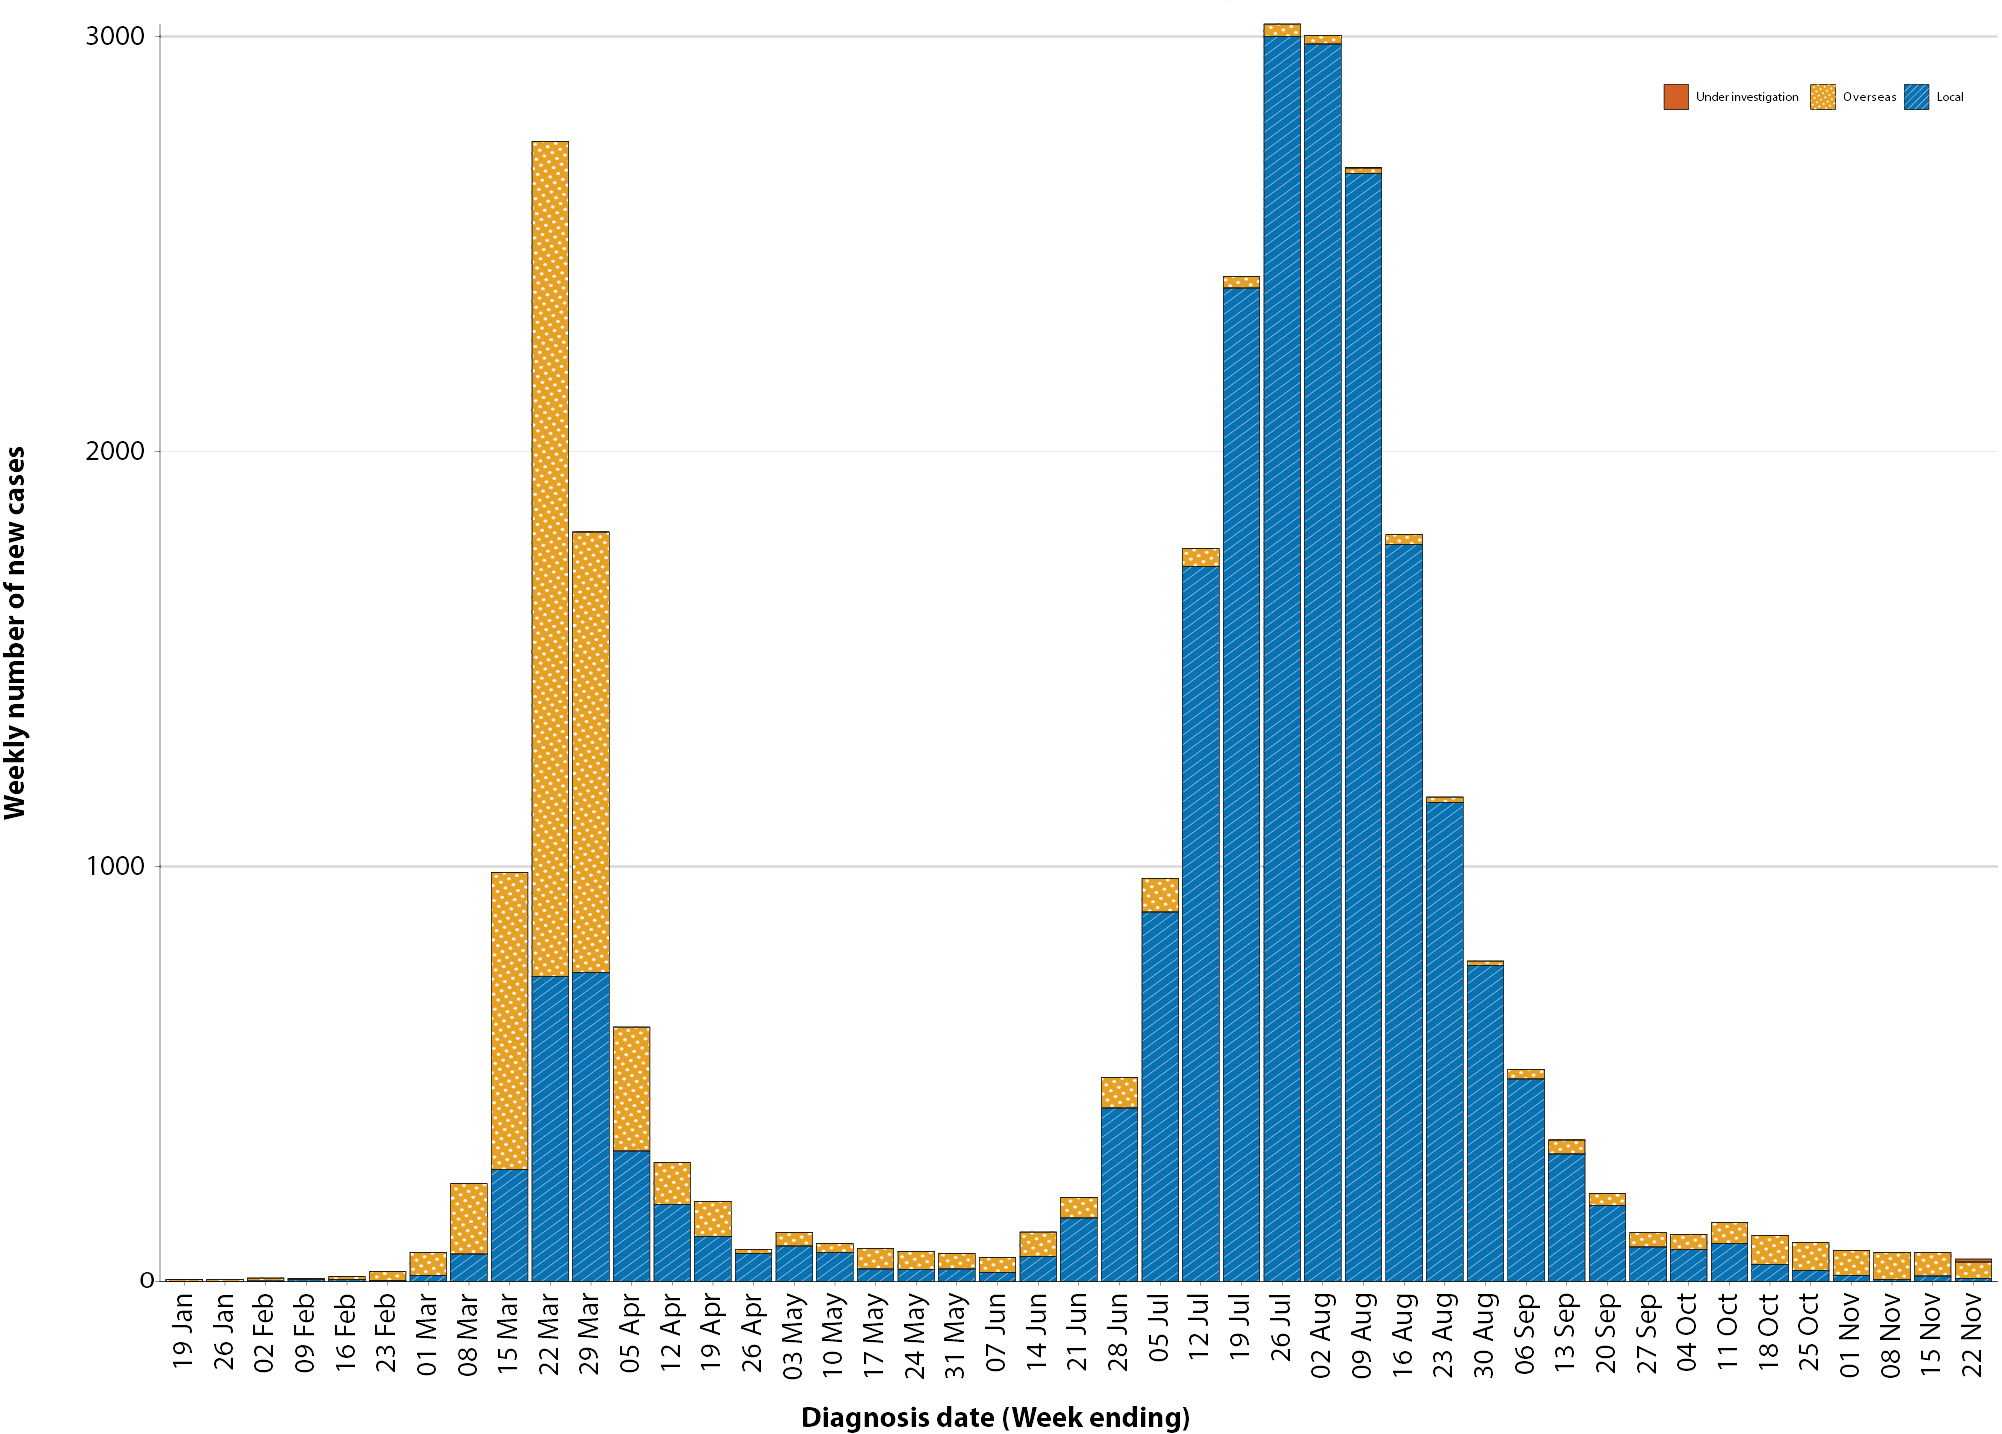 3000
2000
1000
0
Weekly number of new cases
Under investigation
Overseas
Local
19 Jan
26 Jan
02 Feb
09 Feb
16 Feb
23 Feb
01 Mar
08 Mar
15 Mar
22 Mar
29 Mar
05 Apr
12 Apr
19 Apr
26 Apr
03 May
10 May
17 May
24 May
31 May
07 Jun
14 Jun
21 Jun
28 Jun
05 Jul
12 Jul
19 Jul
26 Jul
02 Aug
09 Aug
16 Aug
23 Aug
30 Aug
06 Sep
13 Sep
20 Sep
27 Sep
04 Oct
11 Oct
18 Oct
25 Oct
01 Nov
08 Nov
15 Nov
22 Nov
Diagnosis date (Week ending)